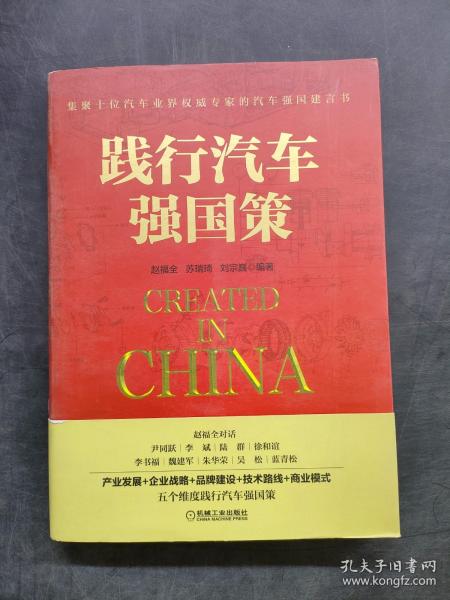 集聚十位汽车业界权威专家的汽车强国建言书
践行汽车
强国策
赵福全 苏瑞琦 刘宗巍 编著
CREATED
IN
CHINA
赵福全对话
尹同跃 | 李 斌 | 陆 群 | 徐和谊
李书福 | 魏建军 | 朱华荣 | 吴 松 | 蓝青松
产业发展+企业战略+品牌建设+技术路线+商业模式
五个维度践行汽车强国策
机械工业出版社
CHINA MACHINE PRESS
孔夫子旧书网
www.kongfz.com